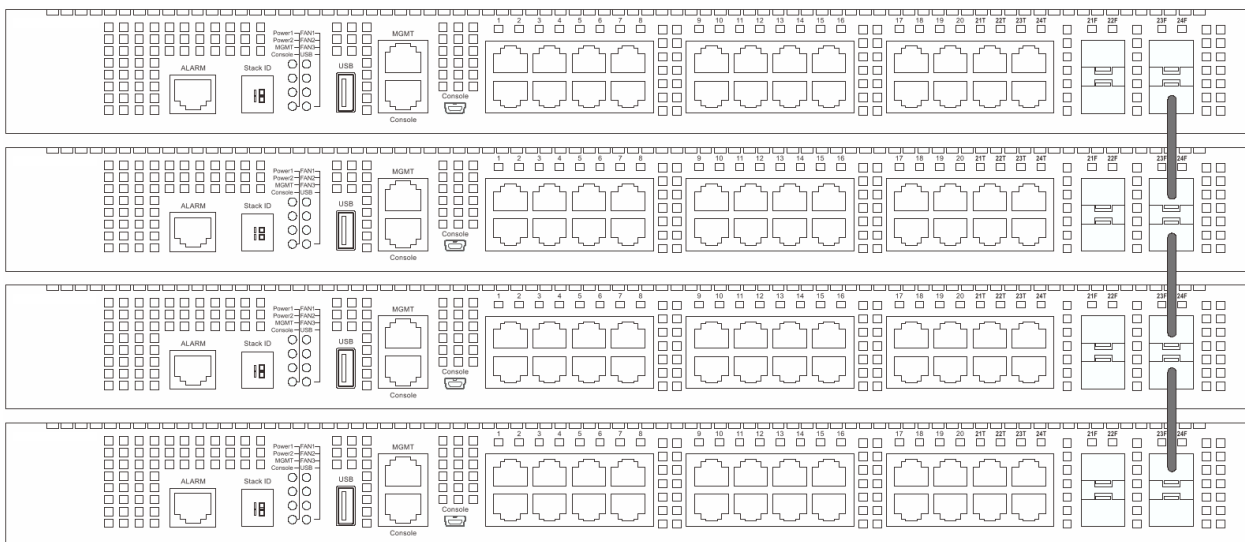 1 2 3 4 5 6 7 8 9 10 11 12 13 14 15 16 17 18 19 20 21T 22T 23T 24T 21F 22F 23F 24F
Power1 FAN1
Power2 FAN2
MGMT FAN3
Console USB
MGMT
ALARM Stack ID USB
Console
Console
1 2 3 4 5 6 7 8 9 10 11 12 13 14 15 16 17 18 19 20 21T 22T 23T 24T 21F 22F 23F 24F
Power1 FAN1
Power2 FAN2
MGMT FAN3
Console USB
MGMT
ALARM Stack ID USB
Console
Console
1 2 3 4 5 6 7 8 9 10 11 12 13 14 15 16 17 18 19 20 21T 22T 23T 24T 21F 22F 23F 24F
Power1 FAN1
Power2 FAN2
MGMT FAN3
Console USB
MGMT
ALARM Stack ID USB
Console
Console
1 2 3 4 5 6 7 8 9 10 11 12 13 14 15 16 17 18 19 20 21T 22T 23T 24T 21F 22F 23F 24F
Power1 FAN1
Power2 FAN2
MGMT FAN3
Console USB
MGMT
ALARM Stack ID USB
Console
Console